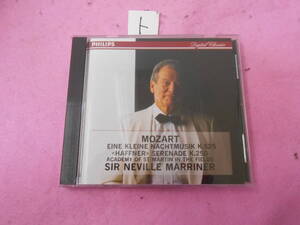 ト
PHILIPS
Digital Classics
MOZART
EINE KLEINE NACHTMUSIK K.525
«HAFFNER» SERENADE K.250
ACADEMY OF ST MARTIN IN THE FIELDS
SIR NEVILLE MARRINER